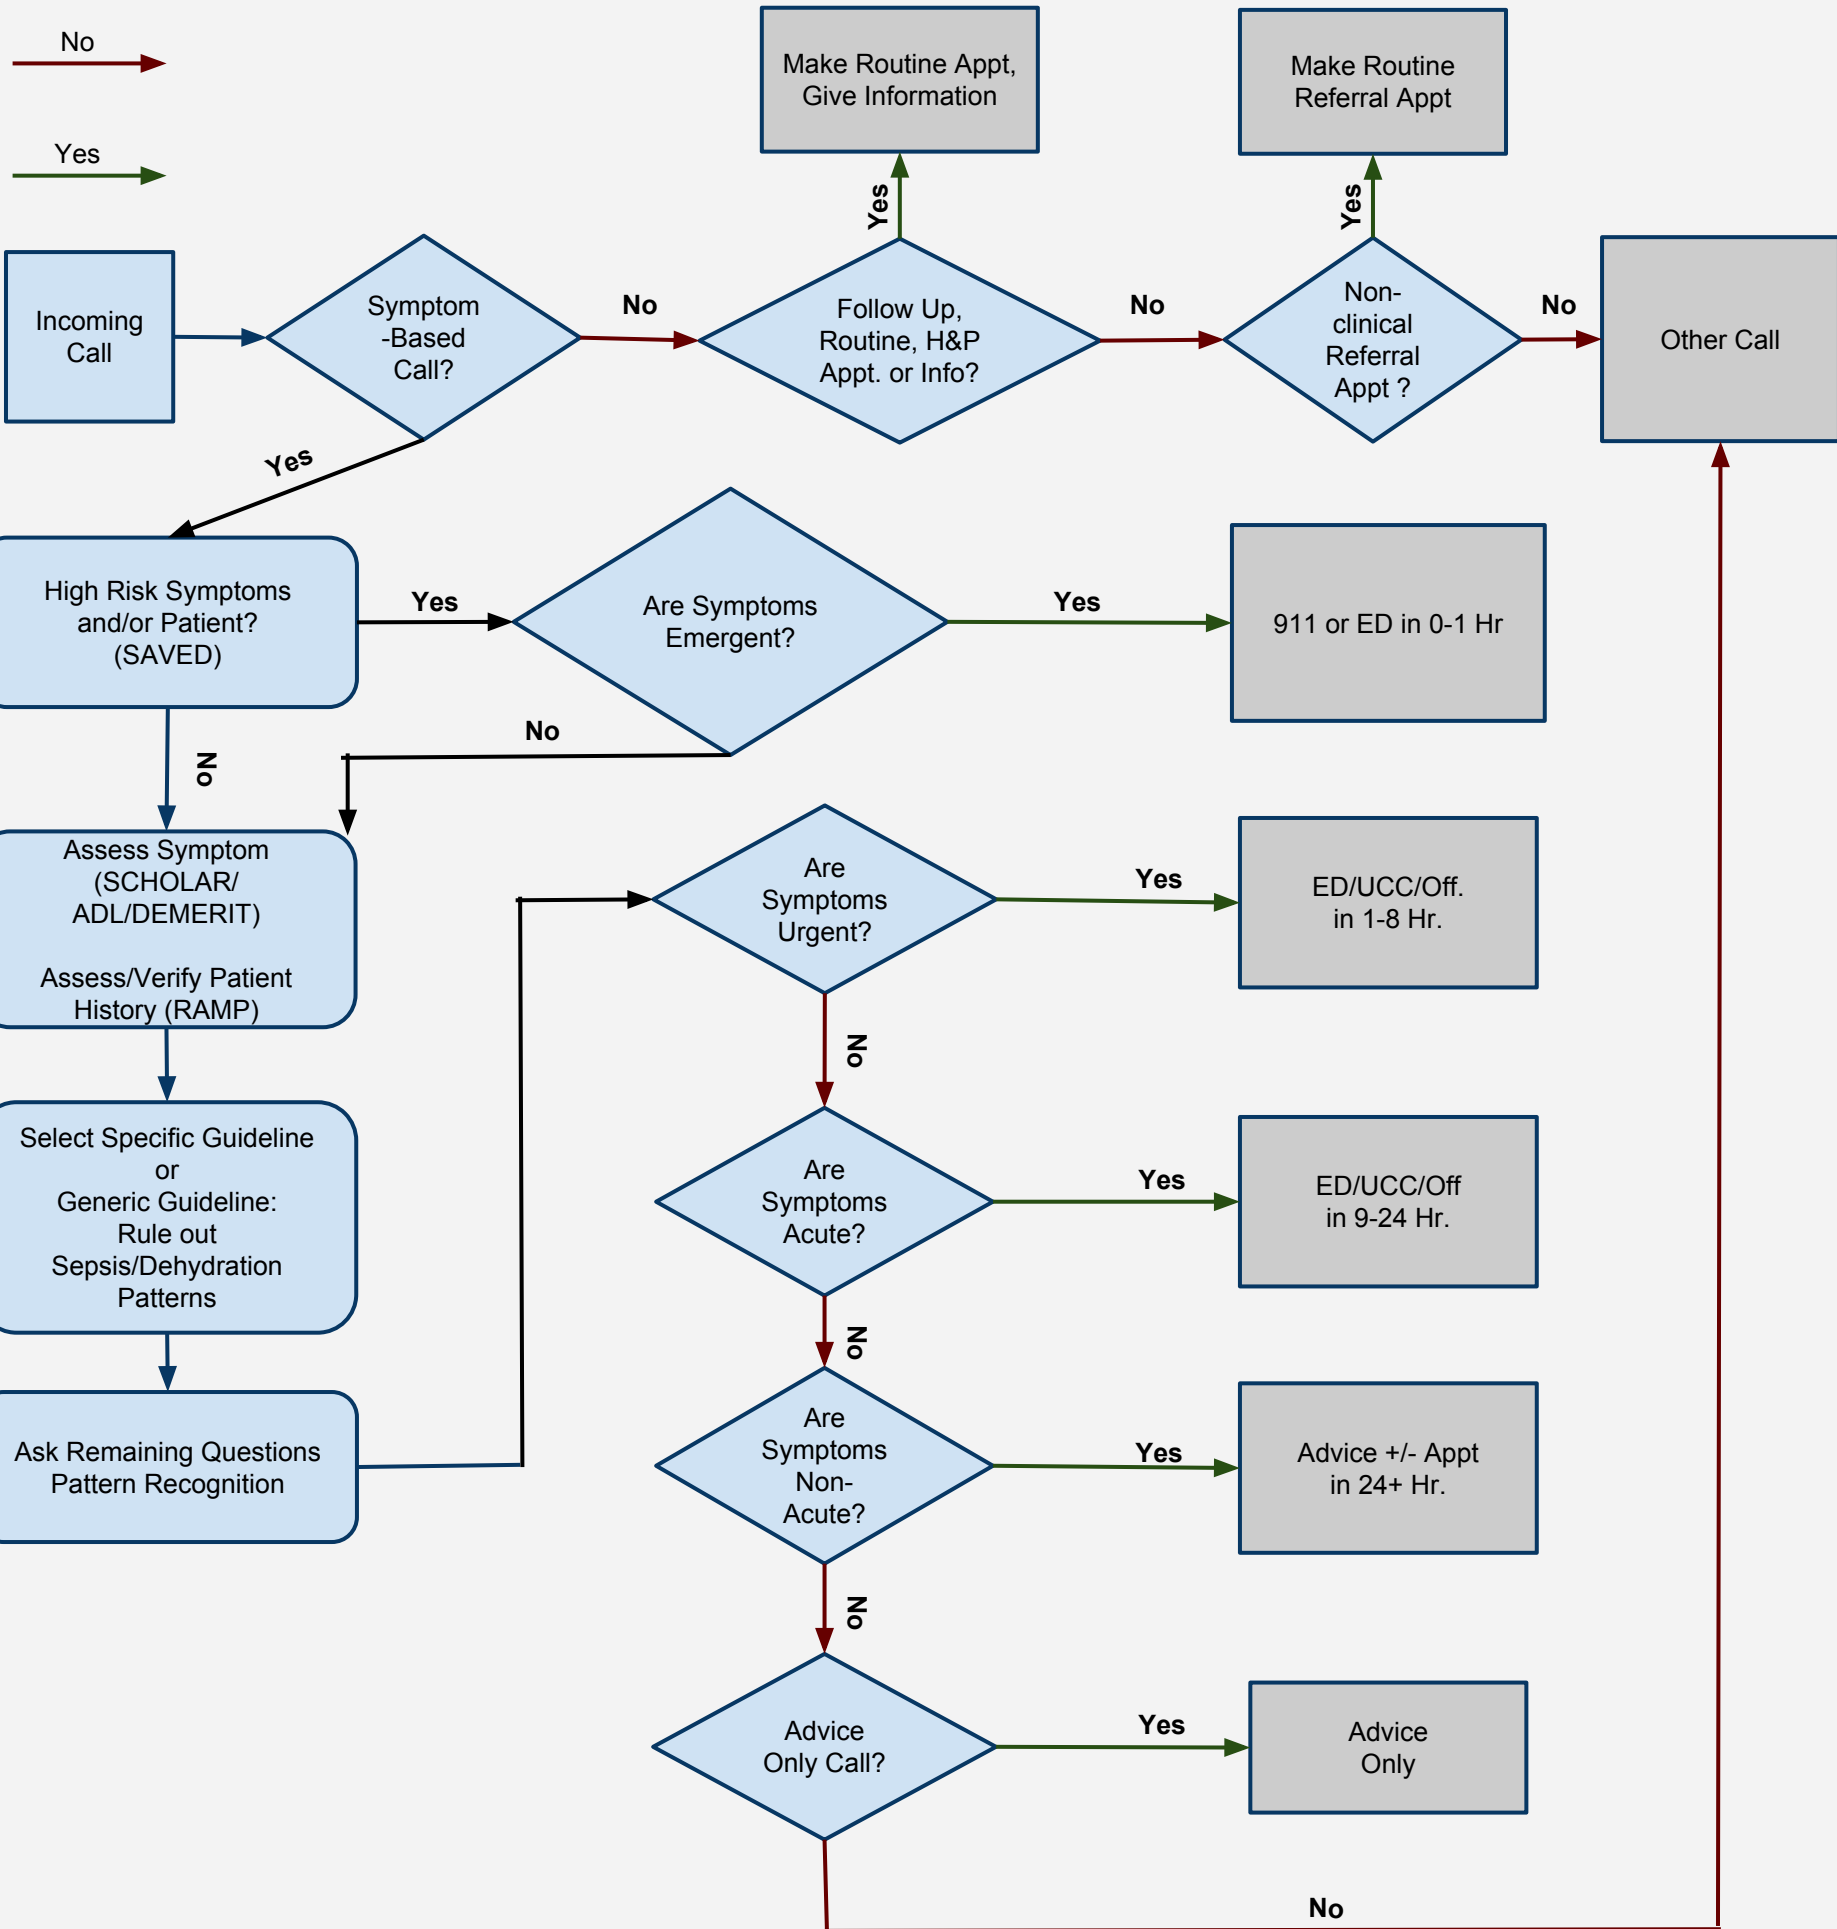 No
Yes
Make Routine Appt,
Give Information
Make Routine
Referral Appt
Yes
Yes
Incoming
Call
Symptom
-Based
Call?
No
Follow Up,
Routine, H&P
Appt. or Info?
No
Non-
clinical
Referral
Appt ?
No
Other Call
Yes
High Risk Symptoms
and/or Patient?
(SAVED)
Yes
Are Symptoms
Emergent?
Yes
911 or ED in 0-1 Hr
No
No
Assess Symptom
(SCHOLAR/
ADL/DEMERIT)
Assess/Verify Patient
History (RAMP)
Are
Symptoms
Urgent?
Yes
ED/UCC/Off.
in 1-8 Hr.
No
Select Specific Guideline
or
Generic Guideline:
Rule out
Sepsis/Dehydration
Patterns
Are
Symptoms
Acute?
Yes
ED/UCC/Off
in 9-24 Hr.
No
Ask Remaining Questions
Pattern Recognition
Are
Symptoms
Non-
Acute?
Yes
Advice +/- Appt
in 24+ Hr.
No
Advice
Only Call?
Yes
Advice
Only
No